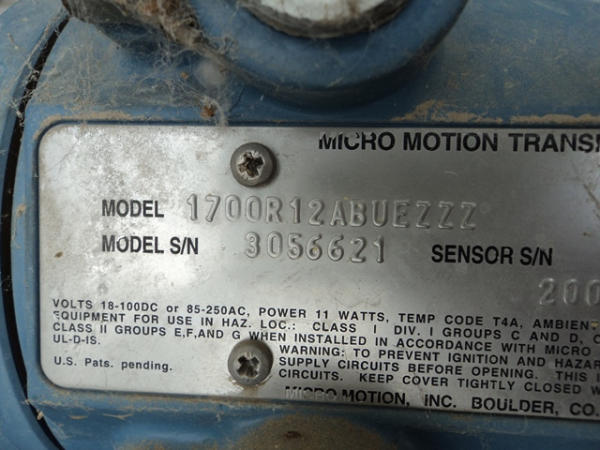 MICRO MOTION TRANSI
MODEL 1700R12ABUEZZZ
MODEL S/N 3056621 SENSOR S/N
200
VOLTS 18-100DC or 85-250AC, POWER 11 WATTS, TEMP CODE T4A, AMBIEN
EQUIPMENT FOR USE IN HAZ. LOC.: CLASS I DIV. I GROUPS C AND D, C
CLASS II GROUPS E,F,AND G WHEN INSTALLED IN ACCORDANCE WITH MICRO
UL-D-IS.
WARNING: TO PREVENT IGNITION AND HAZAR
U.S. Pats. pending. SUPPLY CIRCUITS BEFORE OPENING. THIS I
CIRCUITS. KEEP COVER TIGHTLY CLOSED W
MICRO MOTION, INC. BOULDER, CO.